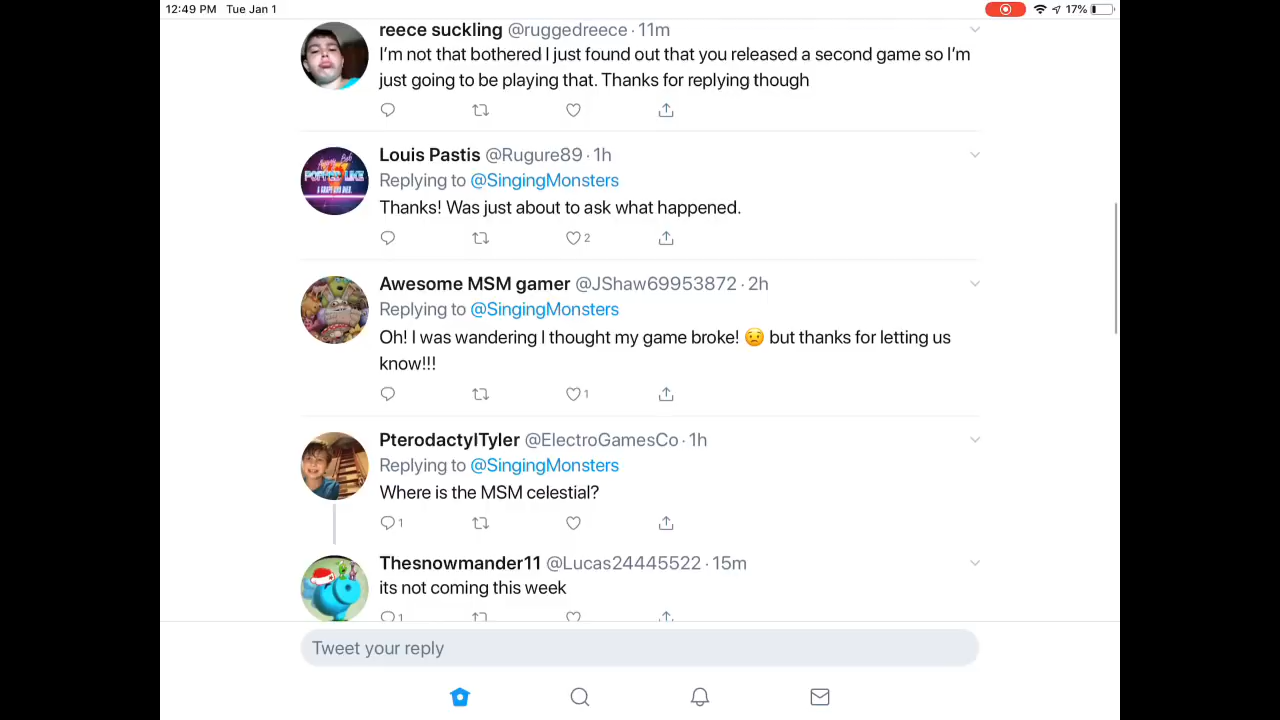 12:49 PM Tue Jan 1
17%
reece suckling @ruggedreece · 11m
I’m not that bothered I just found out that you released a second game so I’m
just going to be playing that. Thanks for replying though
Louis Pastis @Rugure89 · 1h
Replying to @SingingMonsters
Thanks! Was just about to ask what happened.
2
Awesome MSM gamer @JShaw69953872 · 2h
Replying to @SingingMonsters
Oh! I was wandering I thought my game broke! 😟 but thanks for letting us
know!!!
1
PterodactylTyler @ElectroGamesCo · 1h
Replying to @SingingMonsters
Where is the MSM celestial?
1
Thesnowmander11 @Lucas24445522 · 15m
its not coming this week
1
Tweet your reply